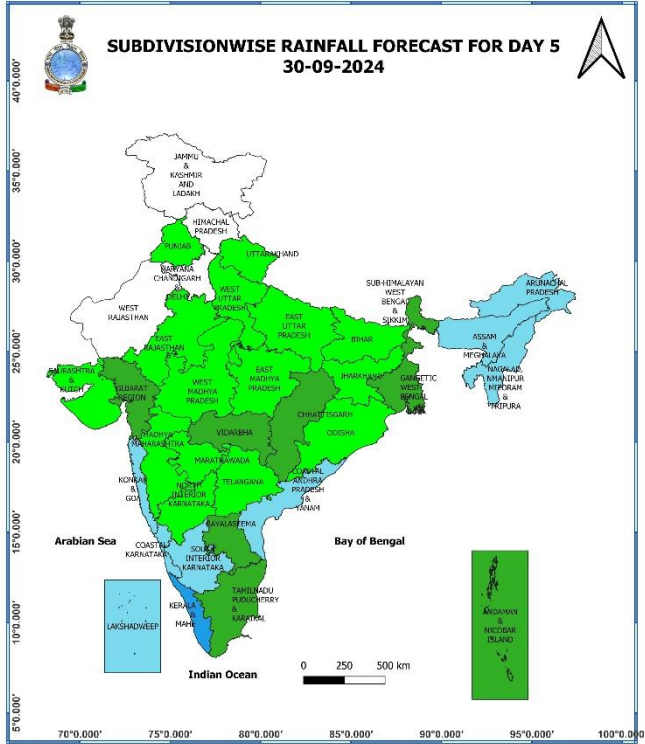 SUBDIVISIONWISE RAINFALL FORECAST FOR DAY 5
30-09-2024
40°0.000'
35°0.000'
30°0.000'
25°0.000'
20°0.000'
15°0.000'
10°0.000'
5°0.000'
JAMMU
&
KASHMIR
AND
LADAKH
HIMACHAL
PRADESH
PUNJAB
UTTARAKHAND
HARYANA
CHANDIGARH
&
DELHI
WEST
RAJASTHAN
WEST
UTTAR
PRADESH
EAST
UTTAR
PRADESH
EAST
RAJASTHAN
SUB-HIMALAYAN
WEST
BENGAL
&
SIKKIM
ARUNACHAL
PRADESH
ASSAM
&
MEGHALAYA
NAGALAD,
NMANIPUR
MIZORAM
&
TRIPURA
BIHAR
SAURASHTRA
&
KUTCH
GUJARAT
REGION
WEST
MADHYA
PRADESH
EAST
MADHYA
PRADESH
JHARKHAND
GANGETIC
WEST
BENGAL
CHHATTISGARH
ODISHA
MADHYA
MAHARASHTRA
VIDARBHA
MARATHAWADA
KONKAN
&
GOA
NORTH
INTERIOR
KARNATAKA
TELANGANA
COASTAL
ANDHRA
PRADESH
&
YANAM
RAYALASEEMA
COASTAL
KARNATAKA
SOUTH
INTERIOR
KARNATAKA
Arabian Sea
Bay of Bengal
LAKSHADWEEP
KERALA
&
MAHE
TAMILNADU
PUDUCHERRY
&
KARAIKAL
ANDAMAN
&
NICOBAR
ISLAND
Indian Ocean
0 250 500 km
70°0.000' 75°0.000' 80°0.000' 85°0.000' 90°0.000' 95°0.000' 100°0.000'